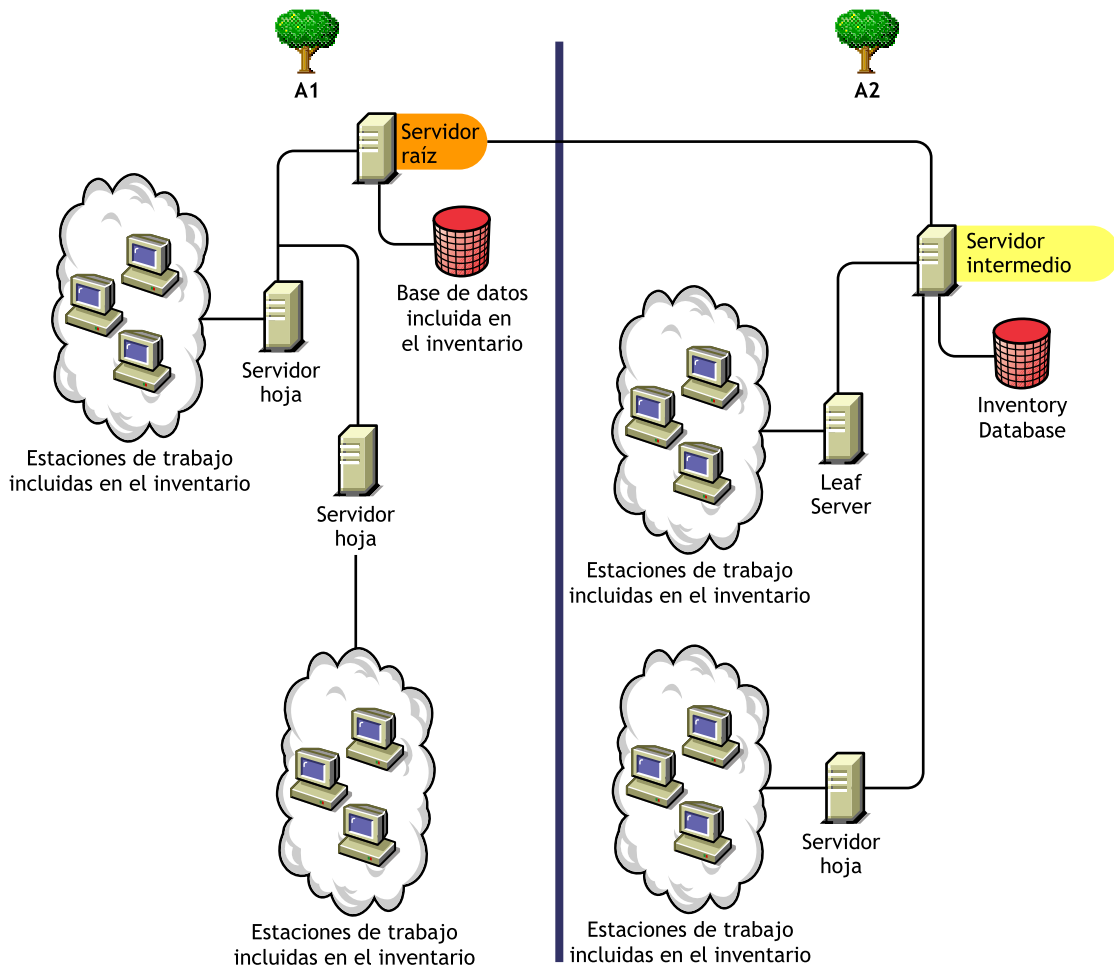 A1
A2
Servidor
raíz
Servidor
intermedio
Base de datos
incluida en
el inventario
Servidor
hoja
Estaciones de trabajo
incluidas en el inventario
Servidor
hoja
Inventory
Database
Leaf
Server
Estaciones de trabajo
incluidas en el inventario
Servidor
hoja
Estaciones de trabajo
incluidas en el inventario
Estaciones de trabajo
incluidas en el inventario